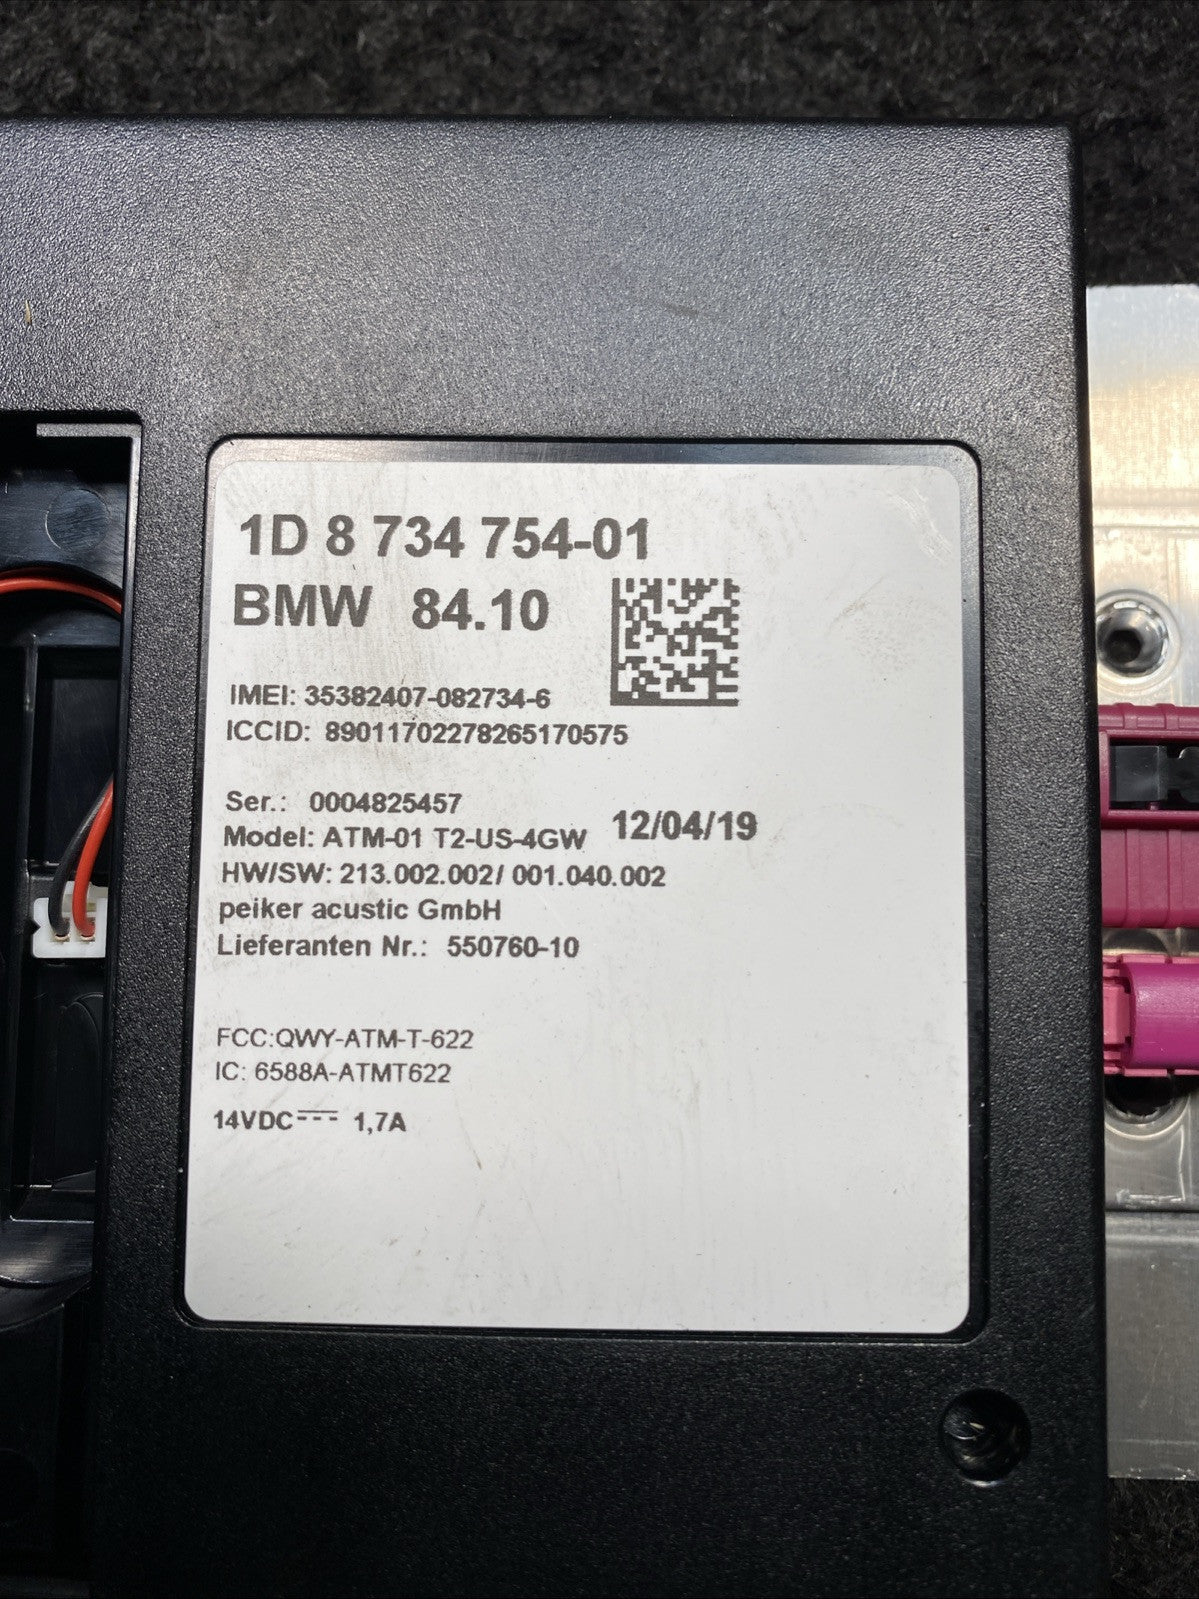 1D 8 734 754-01
BMW 84.10
IMEI: 35382407-082734-6
ICCID: 89011702278265170575
Ser.: 0004825457
Model: ATM-01 T2-US-4GW 12/04/19
HW/SW: 213.002.002/ 001.040.002
peiker acustic GmbH
Lieferanten Nr.: 550760-10
FCC:QWY-ATM-T-622
IC: 6588A-ATMT622
14VDC⎓ 1,7A